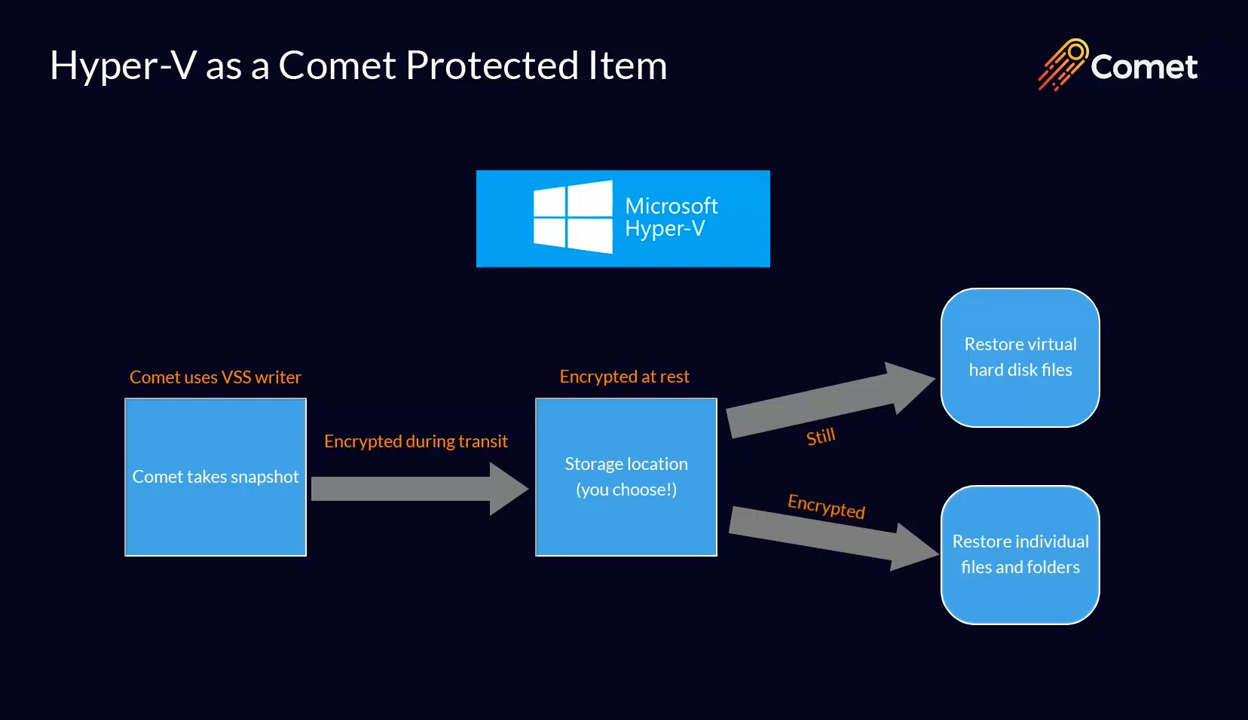 Hyper-V as a Comet Protected Item
Comet
Microsoft
Hyper-V
Comet uses VSS writer
Comet takes snapshot
Encrypted during transit
Encrypted at rest
Storage location
(you choose!)
Still
Encrypted
Restore virtual
hard disk files
Restore individual
files and folders